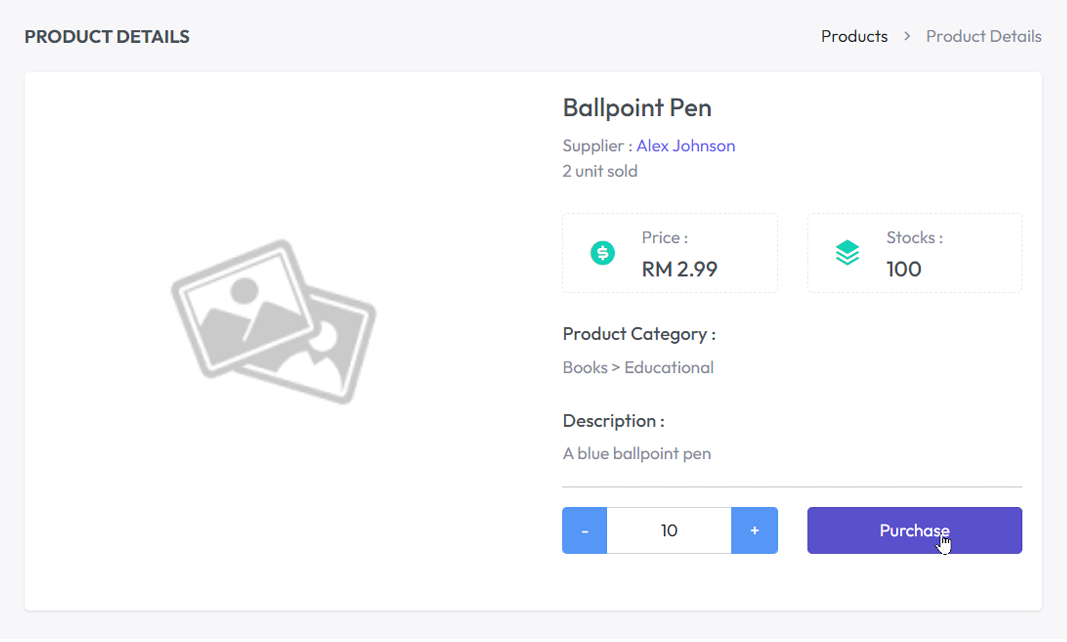 PRODUCT DETAILS
Products > Product Details
Ballpoint Pen
Supplier : Alex Johnson
2 unit sold
Price :
RM 2.99
Stocks :
100
Product Category :
Books > Educational
Description :
A blue ballpoint pen
- 10 +
Purchase